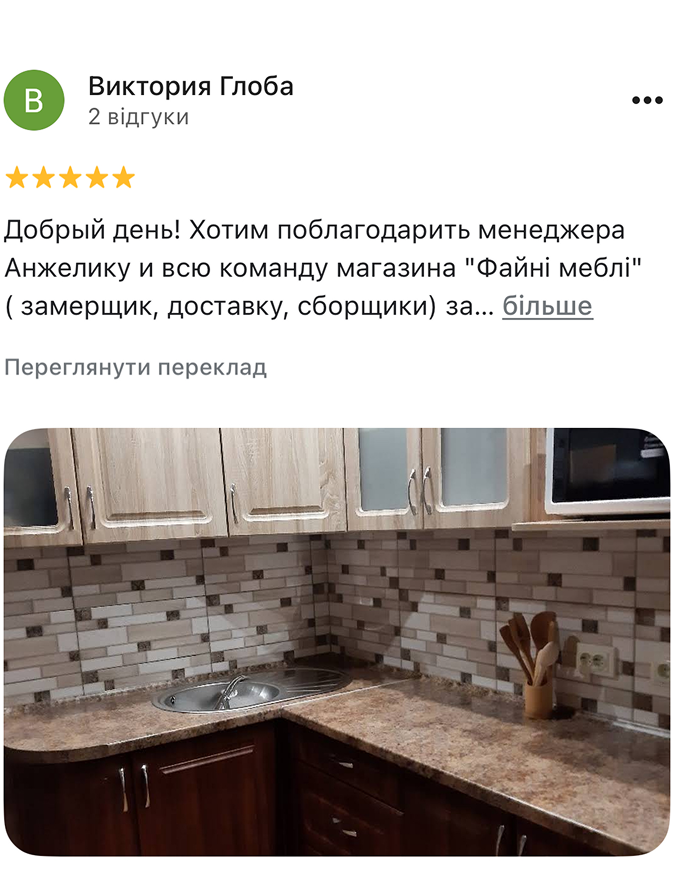 В
Виктория Глоба
2 відгуки
Добрый день! Хотим поблагодарить менеджера
Анжелику и всю команду магазина "Файні меблі"
( замерщик, доставку, сборщики) за... більше
Переглянути переклад